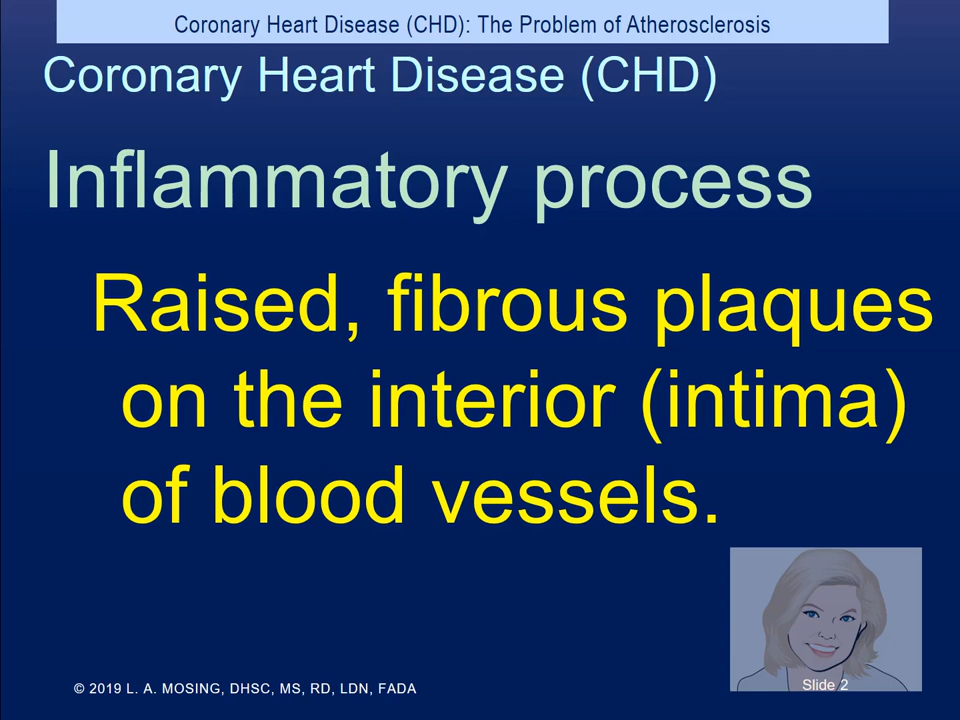 Coronary Heart Disease (CHD): The Problem of Atherosclerosis
Coronary Heart Disease (CHD)
Inflammatory process
Raised, fibrous plaques
on the interior (intima)
of blood vessels.
© 2019 L. A. MOSING, DHSC, MS, RD, LDN, FADA
Slide 2